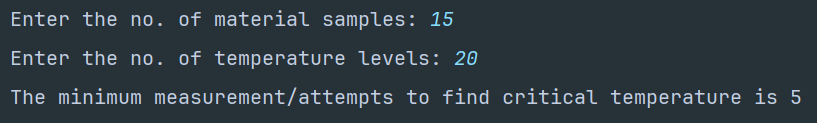 Enter the no. of material samples: 15
Enter the no. of temperature levels: 20
The minimum measurement/attempts to find critical temperature is 5